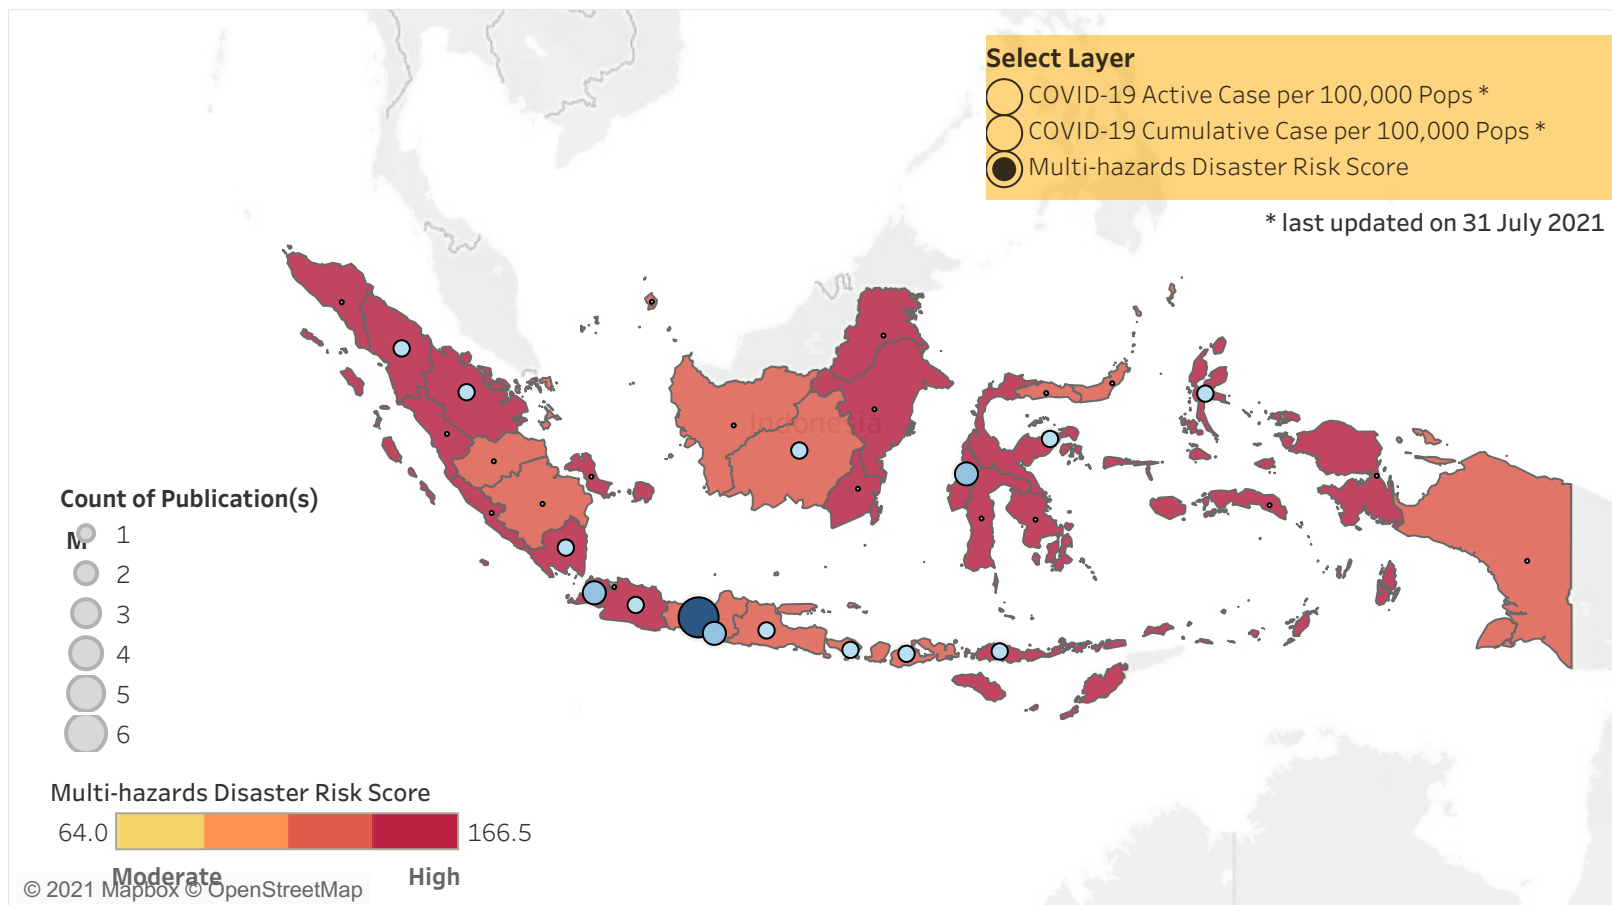 Select Layer
COVID-19 Active Case per 100,000 Pops *
COVID-19 Cumulative Case per 100,000 Pops *
Multi-hazards Disaster Risk Score
* last updated on 31 July 2021
Indonesia
Count of Publication(s)
M
1
2
3
4
5
6
Multi-hazards Disaster Risk Score
64.0
166.5
Moderate
High
© 2021 Mapbox © OpenStreetMap